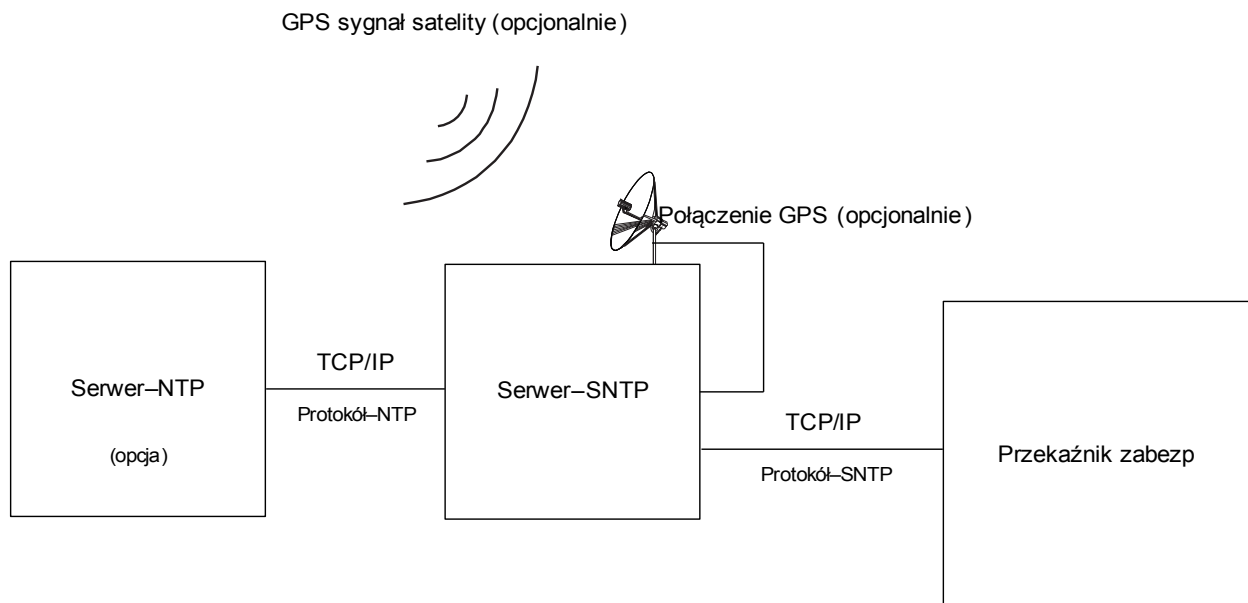 GPS sygnał satelity (opcjonalnie)
Połączenie GPS (opcjonalnie)
TCP/IP
Serwer–NTP
Serwer–SNTP
Protokół–NTP
(opcja)
TCP/IP
Protokół–SNTP
Przekaźnik zabezp